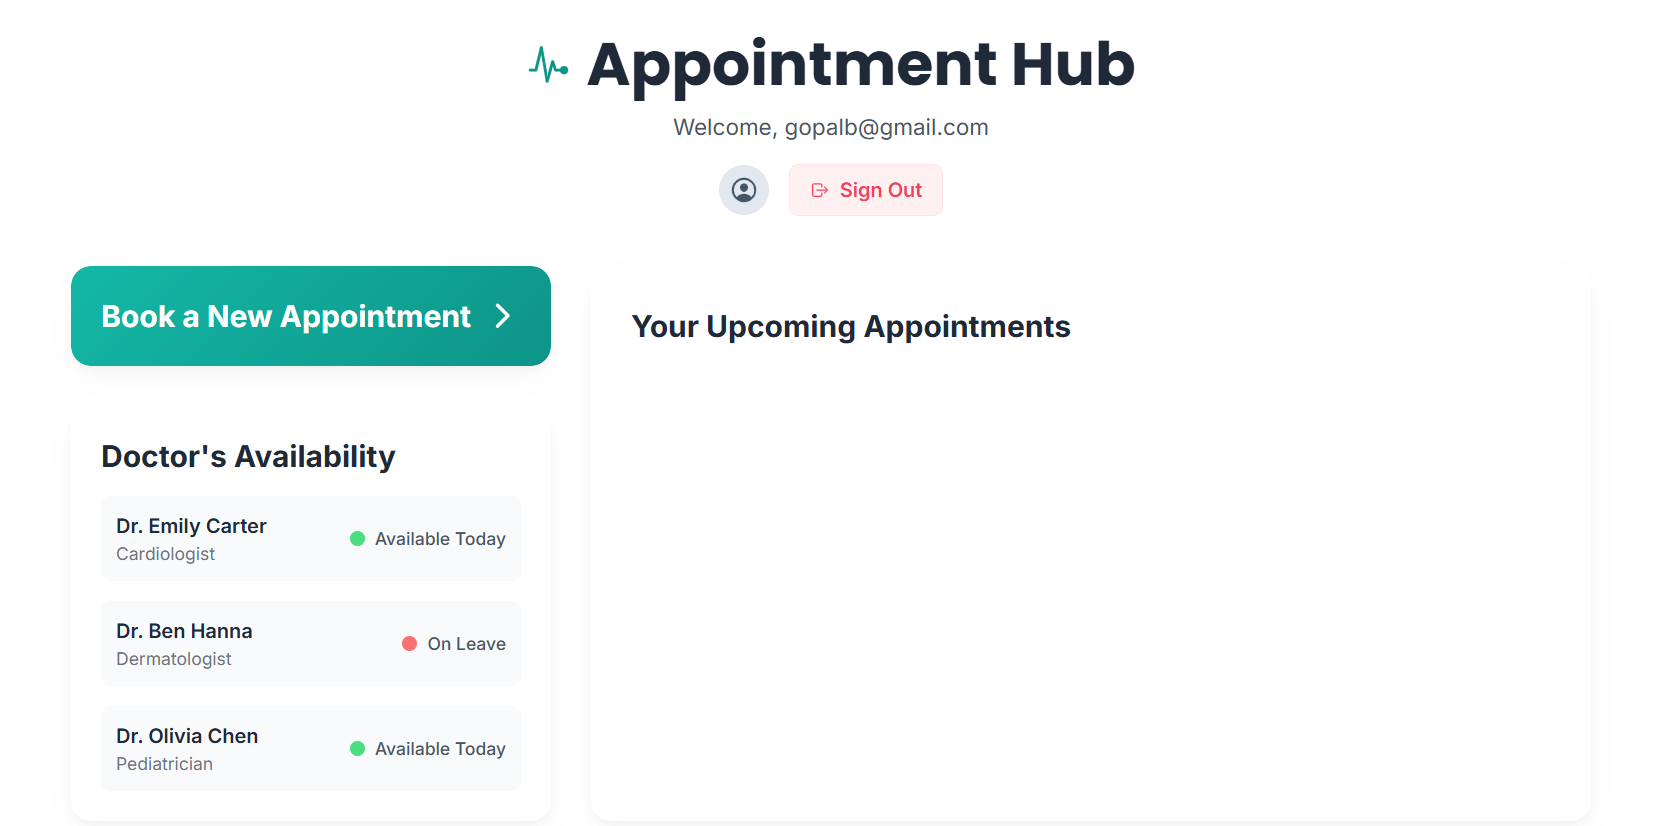 Appointment Hub
Welcome, gopalb@gmail.com
Sign Out
Book a New Appointment
Doctor's Availability
Dr. Emily Carter
Cardiologist
Available Today
Dr. Ben Hanna
Dermatologist
On Leave
Dr. Olivia Chen
Pediatrician
Available Today
Your Upcoming Appointments